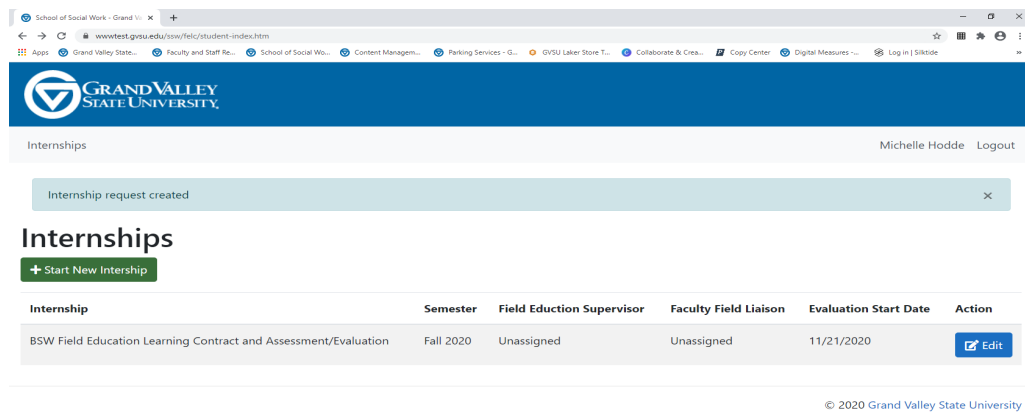 School of Social Work - Grand Va
wwwtest.gvsu.edu/ssw/felc/student-index.htm
Apps Grand Valley State... Faculty and Staff Re... School of Social Wo... Content Managem... Parking Services - G... GVSU Laker Store T... Collaborate & Crea... Copy Center Digital Measures -... Log in | Silktide
GRAND VALLEY
STATE UNIVERSITY.
Internships Michelle Hodde Logout
Internship request created ×
Internships
+ Start New Intership
Internship Semester Field Eduction Supervisor Faculty Field Liaison Evaluation Start Date Action
BSW Field Education Learning Contract and Assessment/Evaluation Fall 2020 Unassigned Unassigned 11/21/2020 Edit
© 2020 Grand Valley State University